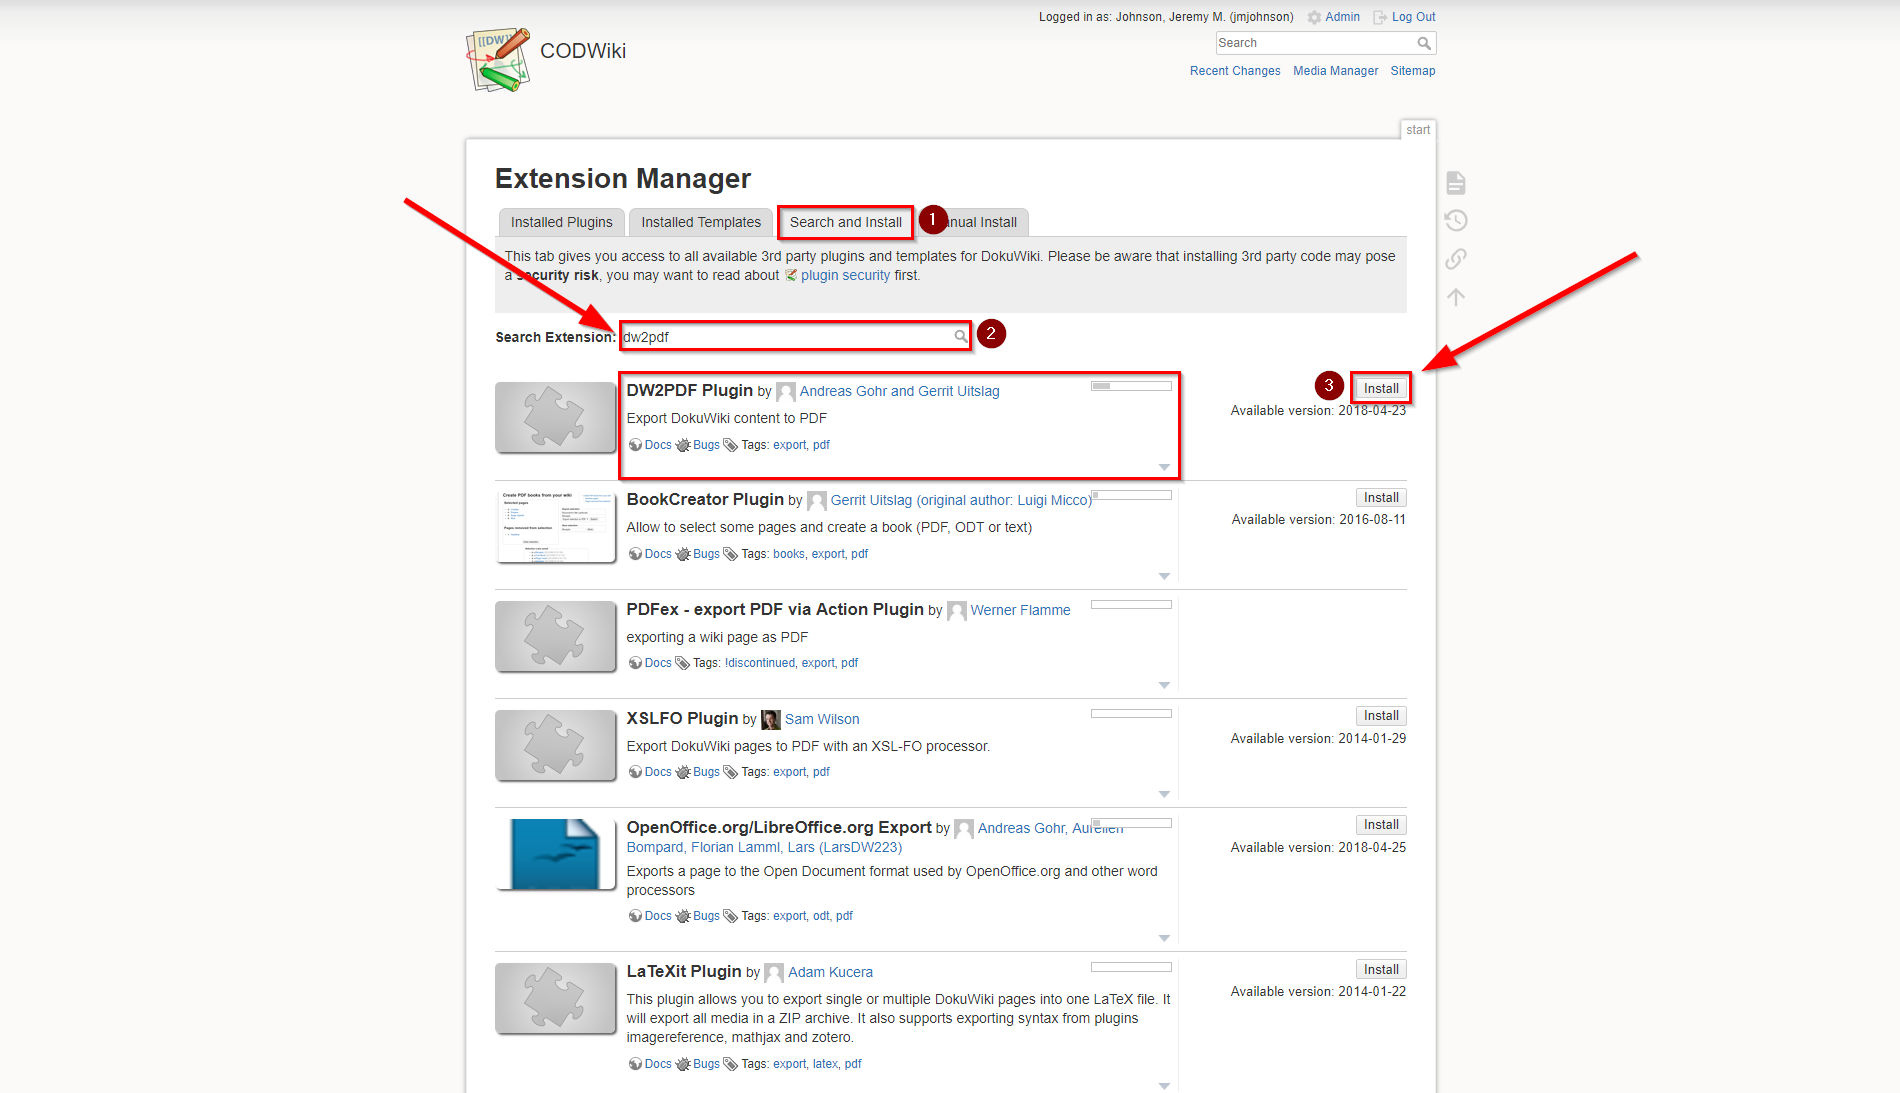 Logged in as: Johnson, Jeremy M. (jmjohnson) Admin Log Out
[[DW]]
CODWiki
Search
Recent Changes Media Manager Sitemap
start
Extension Manager
Installed Plugins Installed Templates Search and Install 1 nual Install
This tab gives you access to all available 3rd party plugins and templates for DokuWiki. Please be aware that installing 3rd party code may pose
a security risk, you may want to read about plugin security first.
Search Extension: dw2pdf 2
DW2PDF Plugin by Andreas Gohr and Gerrit Uitslag
3 Install
Available version: 2018-04-23
Export DokuWiki content to PDF
Docs Bugs Tags: export, pdf
Create PDF books from your wiki
BookCreator Plugin by Gerrit Uitslag (original author: Luigi Micco)
Install
Available version: 2016-08-11
Allow to select some pages and create a book (PDF, ODT or text)
Docs Bugs Tags: books, export, pdf
PDFex - export PDF via Action Plugin by Werner Flamme
exporting a wiki page as PDF
Docs Tags: !discontinued, export, pdf
XSLFO Plugin by Sam Wilson
Install
Available version: 2014-01-29
Export DokuWiki pages to PDF with an XSL-FO processor.
Docs Bugs Tags: export, pdf
OpenOffice.org/LibreOffice.org Export by Andreas Gohr, Aurelien
Bompard, Florian Lamml, Lars (LarsDW223)
Install
Available version: 2018-04-25
Exports a page to the Open Document format used by OpenOffice.org and other word
processors
Docs Bugs Tags: export, odt, pdf
LaTeXit Plugin by Adam Kucera
Install
Available version: 2014-01-22
This plugin allows you to export single or multiple DokuWiki pages into one LaTeX file. It
will export all media in a ZIP archive. It also supports exporting syntax from plugins
imagereference, mathjax and zotero.
Docs Bugs Tags: export, latex, pdf